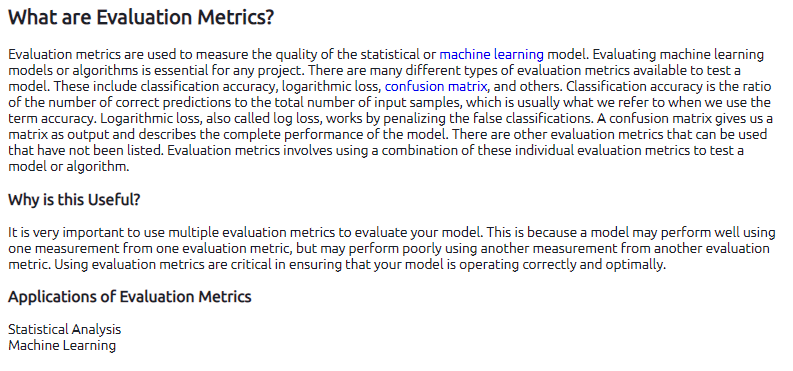 What are Evaluation Metrics?
Evaluation metrics are used to measure the quality of the statistical or machine learning model. Evaluating machine learning
models or algorithms is essential for any project. There are many different types of evaluation metrics available to test a
model. These include classification accuracy, logarithmic loss, confusion matrix, and others. Classification accuracy is the ratio
of the number of correct predictions to the total number of input samples, which is usually what we refer to when we use the
term accuracy. Logarithmic loss, also called log loss, works by penalizing the false classifications. A confusion matrix gives us a
matrix as output and describes the complete performance of the model. There are other evaluation metrics that can be used
that have not been listed. Evaluation metrics involves using a combination of these individual evaluation metrics to test a
model or algorithm.
Why is this Useful?
It is very important to use multiple evaluation metrics to evaluate your model. This is because a model may perform well using
one measurement from one evaluation metric, but may perform poorly using another measurement from another evaluation
metric. Using evaluation metrics are critical in ensuring that your model is operating correctly and optimally.
Applications of Evaluation Metrics
Statistical Analysis
Machine Learning